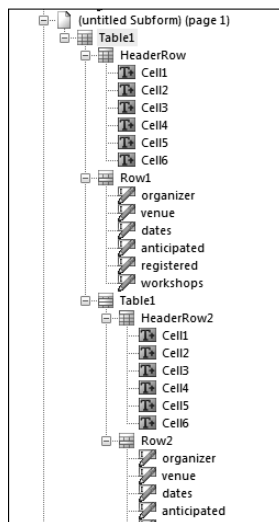 (untitled Subform) (page 1)
Table1
HeaderRow
Cell1
Cell2
Cell3
Cell4
Cell5
Cell6
Row1
organizer
venue
dates
anticipated
registered
workshops
Table1
HeaderRow2
Cell1
Cell2
Cell3
Cell4
Cell5
Cell6
Row2
organizer
venue
dates
anticipated